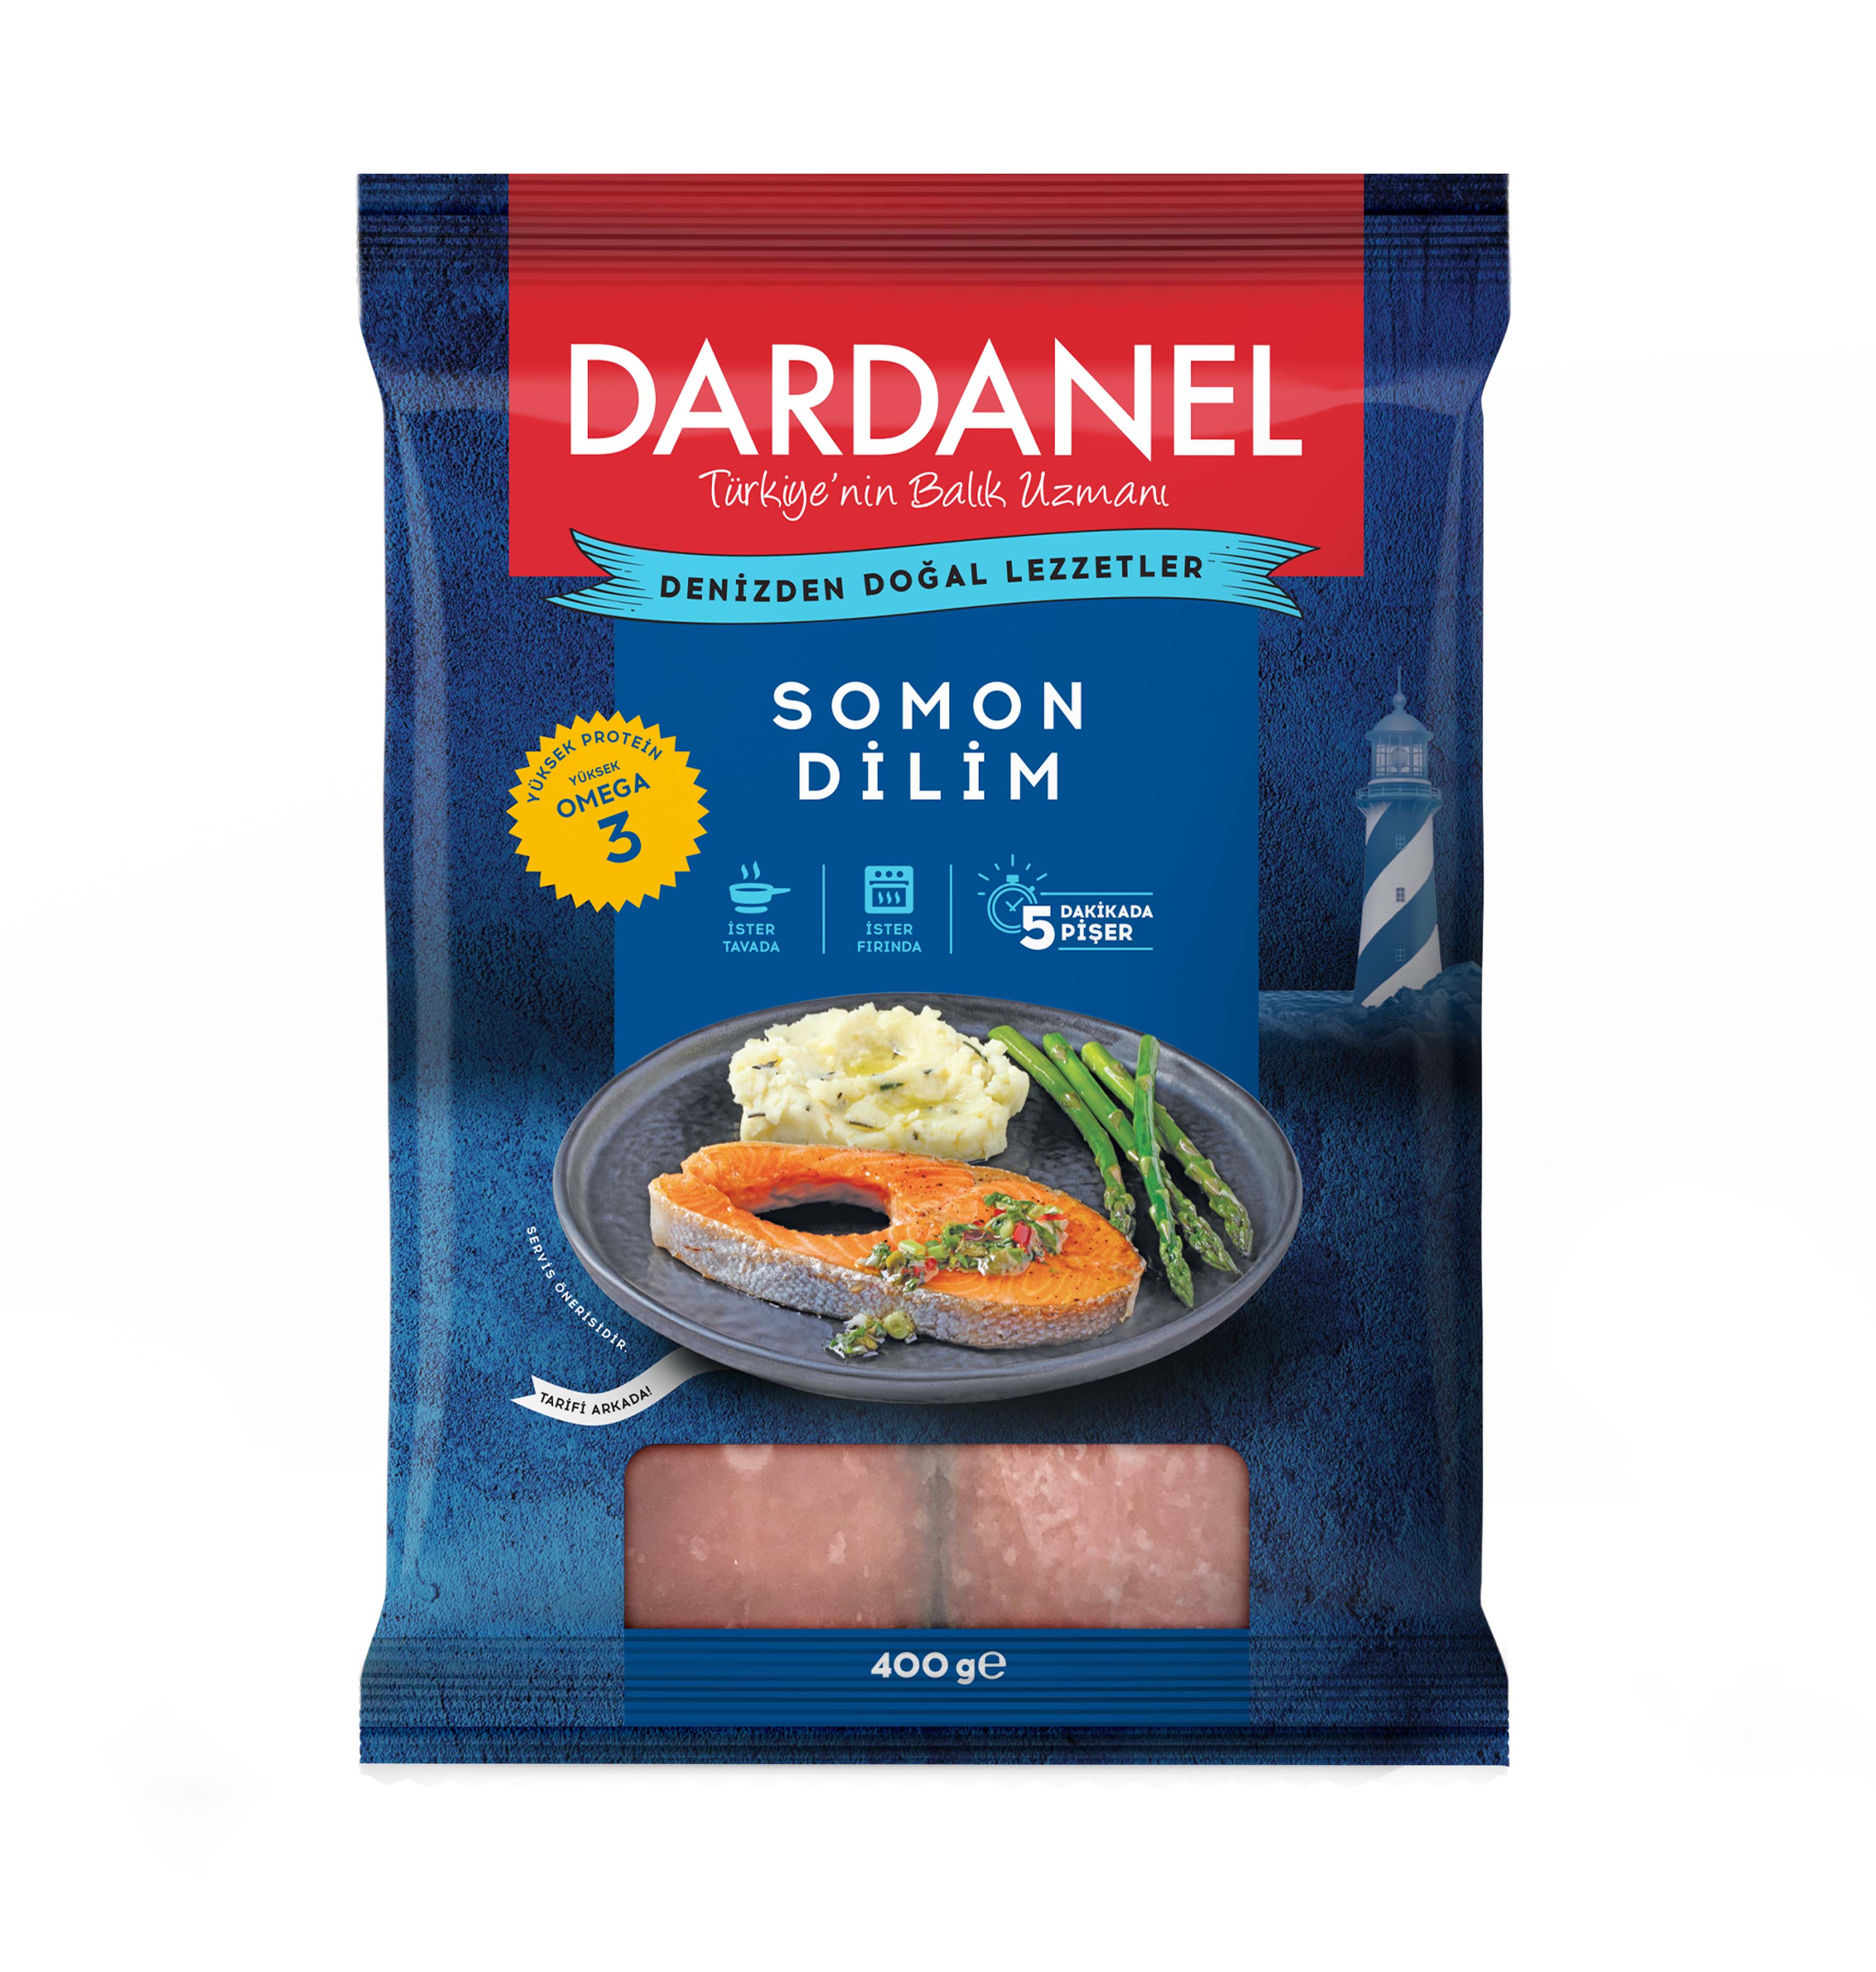 DARDANEL
Türkiye'nin Balık Uzmanı
DENİZDEN DOĞAL LEZZETLER
SOMON
DİLİM
YÜKSEK PROTEİN
YÜKSEK
OMEGA
3
İSTER
TAVADA
İSTER
FIRINDA
5 DAKİKADA
PİŞER
SERVİS ÖNERİSİDİR.
TARİFİ ARKADA!
400 g℮